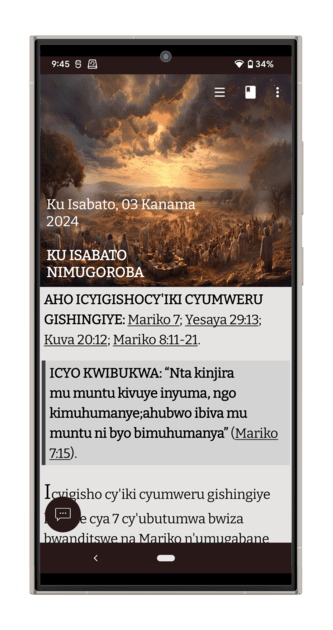 9:45
34%
Ku Isabato, 03 Kanama
2024
KU ISABATO
NIMUGOROBA
AHO ICYIGISHOCY'IKI CYUMWERU
GISHINGIYE: Mariko 7; Yesaya 29:13;
Kuva 20:12; Mariko 8:11-21.
ICYO KWIBUKWA: “Nta kinjira
mu muntu kivuye inyuma, ngo
kimuhumanye;ahubwo ibiva mu
muntu ni byo bimuhumanya” (Mariko
7:15).
Icyigisho cy'iki cyumweru gishingiye
cya 7 cy'ubutumwa bwiza
bwanditswe na Mariko n'umugabane